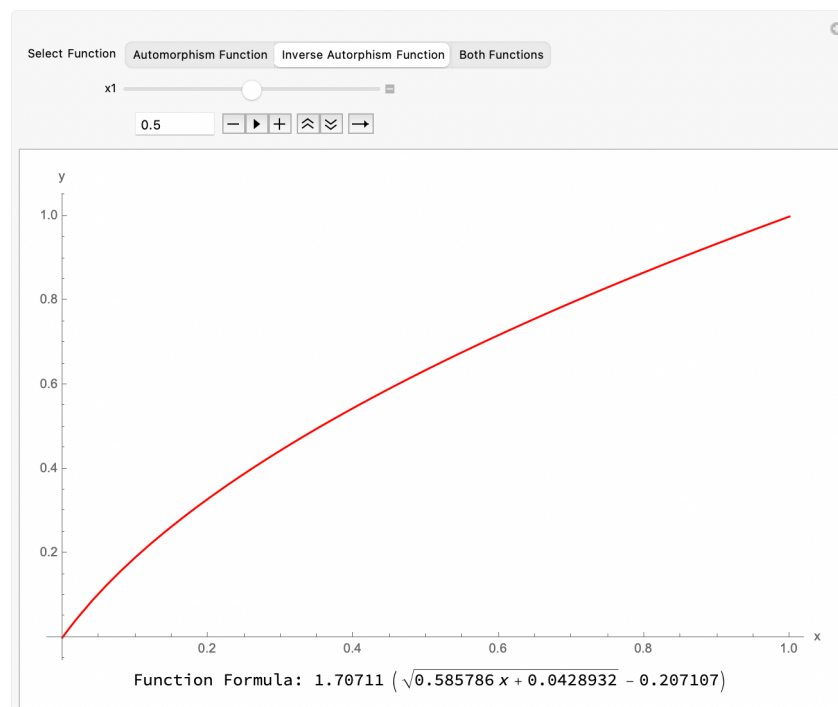 Select Function Automorphism Function Inverse Autorphism Function Both Functions
x1
0.5
y
1.0
0.8
0.6
0.4
0.2
0.2 0.4 0.6 0.8 1.0 x
Function Formula: 1.70711 (√0.585786 x + 0.0428932 − 0.207107)